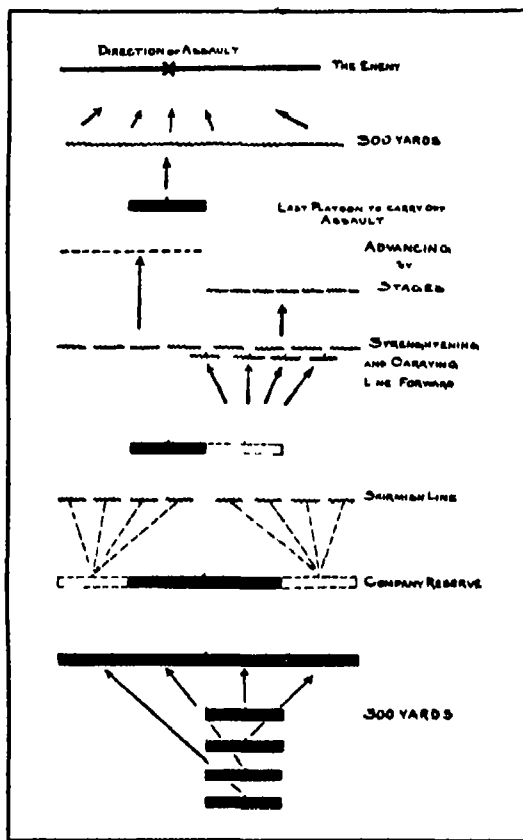 DIRECTION OF ASSAULT
THE ENEMY
300 YARDS
LAST PLATOON TO CARRY OUT
ASSAULT
ADVANCING
BY
STAGES
STRENGHTENING
AND CARRYING
LINE FORWARD
SKIRMISH LINE
COMPANY RESERVE
300 YARDS